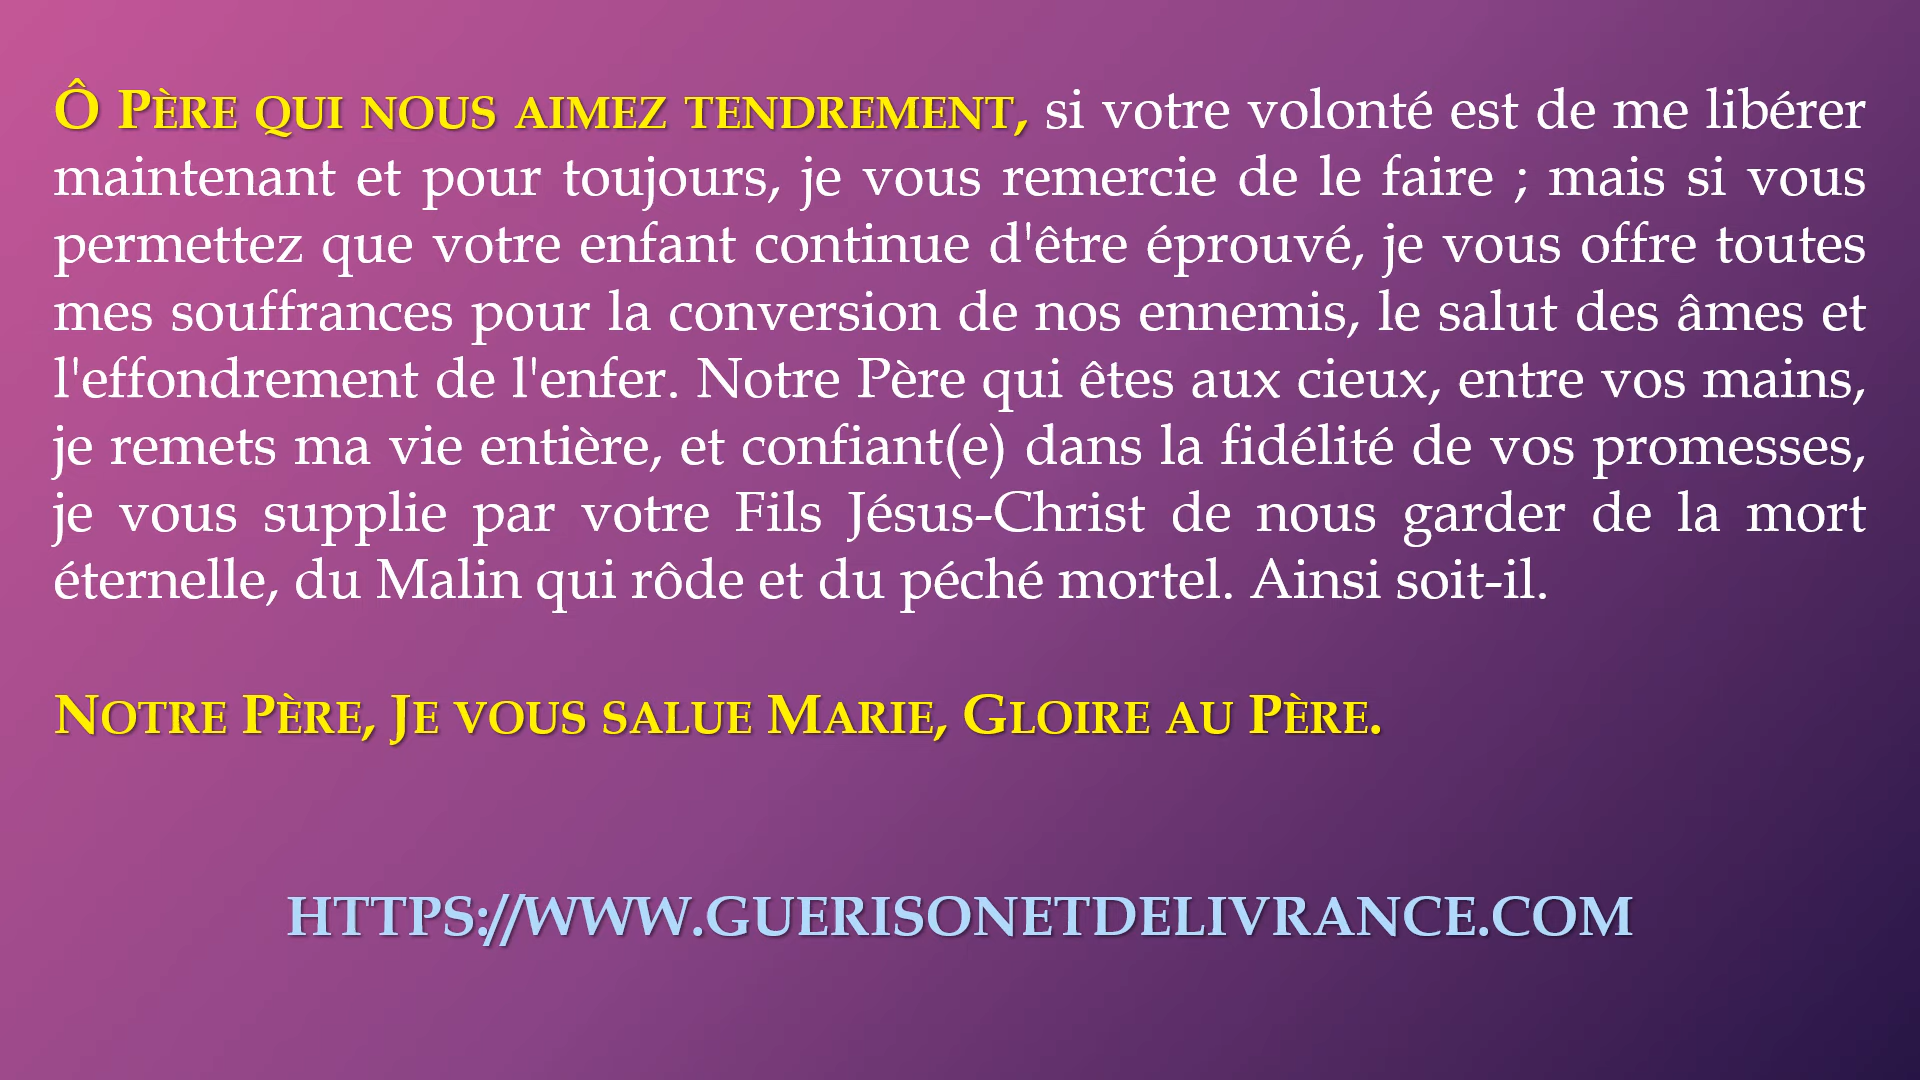 Ô PÈRE QUI NOUS AIMEZ TENDREMENT, si votre volonté est de me libérer
maintenant et pour toujours, je vous remercie de le faire ; mais si vous
permettez que votre enfant continue d'être éprouvé, je vous offre toutes
mes souffrances pour la conversion de nos ennemis, le salut des âmes et
l'effondrement de l'enfer. Notre Père qui êtes aux cieux, entre vos mains,
je remets ma vie entière, et confiant(e) dans la fidélité de vos promesses,
je vous supplie par votre Fils Jésus-Christ de nous garder de la mort
éternelle, du Malin qui rôde et du péché mortel. Ainsi soit-il.
NOTRE PÈRE, JE VOUS SALUE MARIE, GLOIRE AU PÈRE.
HTTPS://WWW.GUERISONETDELIVRANCE.COM